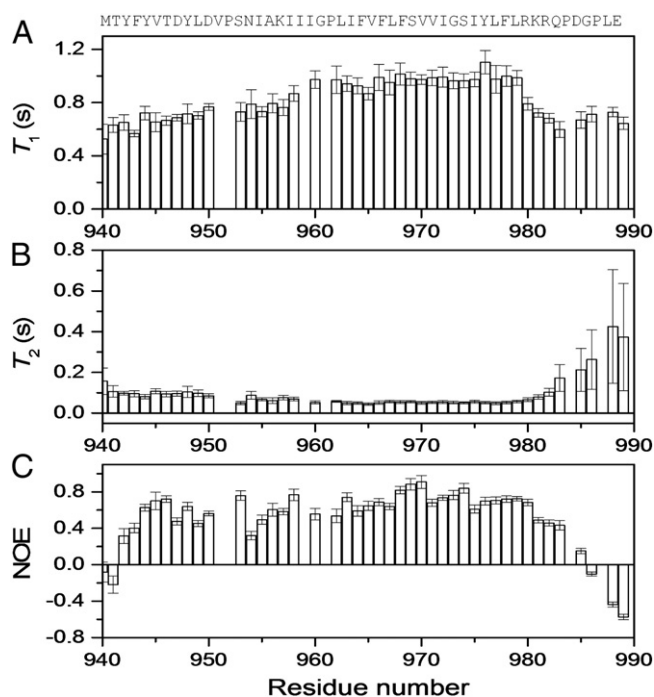 MTYFYVTDYLDVPSNIAKIIIGPLIFVFLFSVVIGSIYLFLRKRQPDGPLE
A
1.2
0.8
0.4
0.0
T1 (s)
940 950 960 970 980 990
B
0.8
0.6
0.4
0.2
0.0
T2 (s)
940 950 960 970 980 990
C
0.8
0.4
0.0
-0.4
-0.8
NOE
940 950 960 970 980 990
Residue number